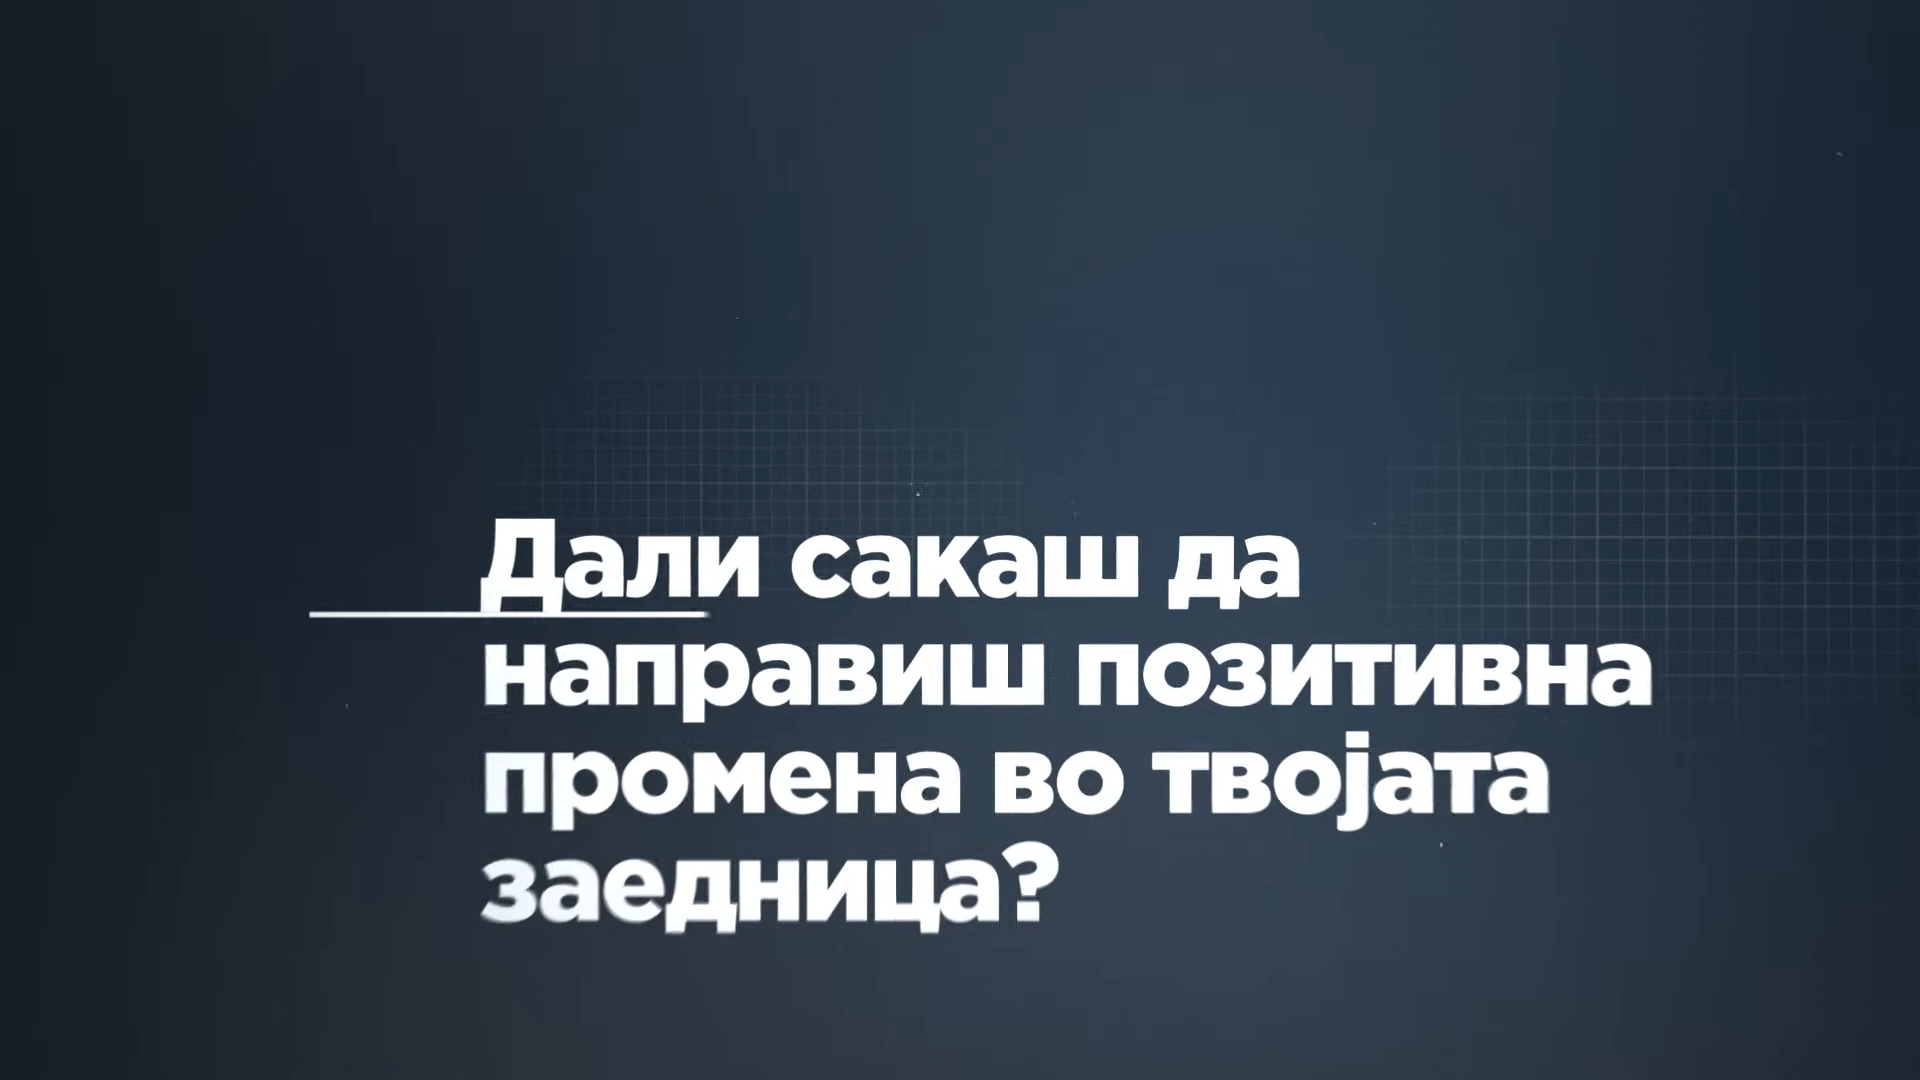 Дали сакаш да
направиш позитивна
промена во твојата
заедница?